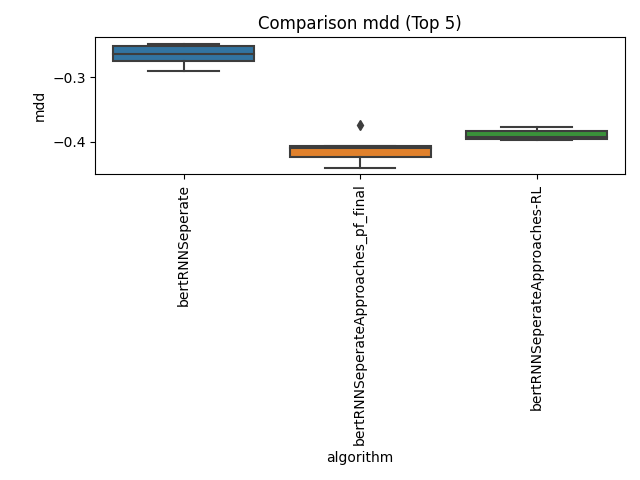 Comparison mdd (Top 5)
mdd
−0.3
−0.4
bertRNNSeperate
bertRNNSeperateApproaches_pf_final
bertRNNSeperateApproaches-RL
algorithm